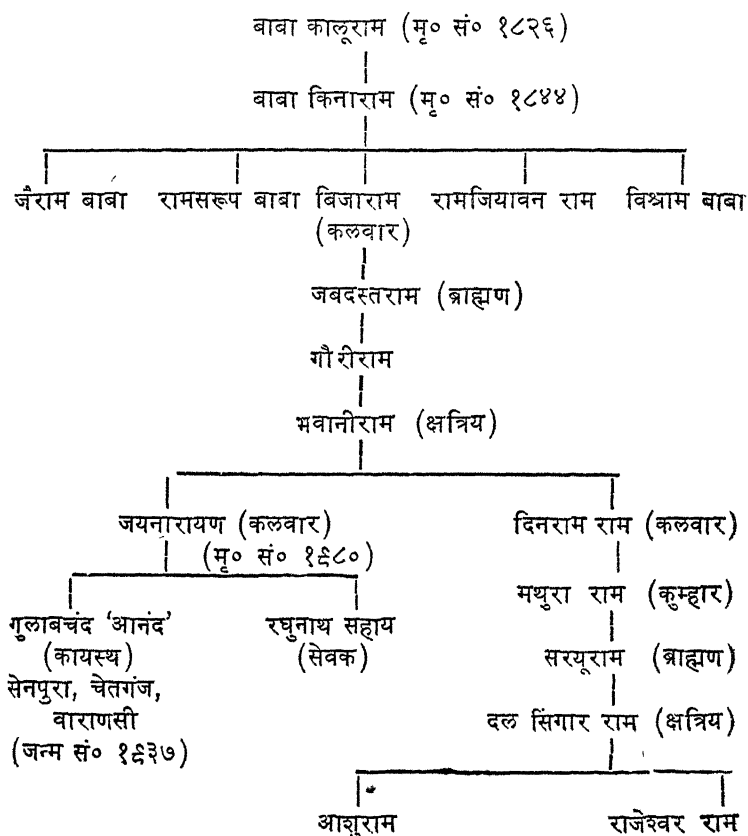 बाबा कालूराम (मृ० सं० १८२६)
बाबा किनाराम (मृ० सं० १८४४)
जैराम बाबा रामसरूप बाबा बिजाराम रामजियावन राम विश्राम बाबा
(कलवार)
जबदस्तराम (ब्राह्मण)
गौरीराम
भवानीराम (क्षत्रिय)
जयनारायण (कलवार) दिनराम राम (कलवार)
(मृ० सं० १९८०)
मथुरा राम (कुम्हार)
गुलाबचंद ‘आनंद’ रघुनाथ सहाय
(कायस्थ) (सेवक) सरयूराम (ब्राह्मण)
सेनपुरा, चेतगंज,
वाराणसी दल सिंगार राम (क्षत्रिय)
(जन्म सं० १९३७)
आशुराम राजेश्वर राम